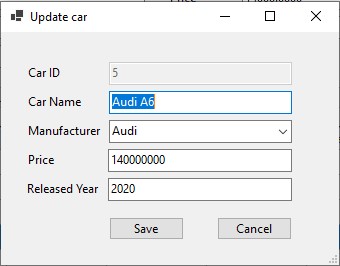 Update car
Car ID 5
Car Name Audi A6
Manufacturer Audi
Price 140000000
Released Year 2020
Save Cancel